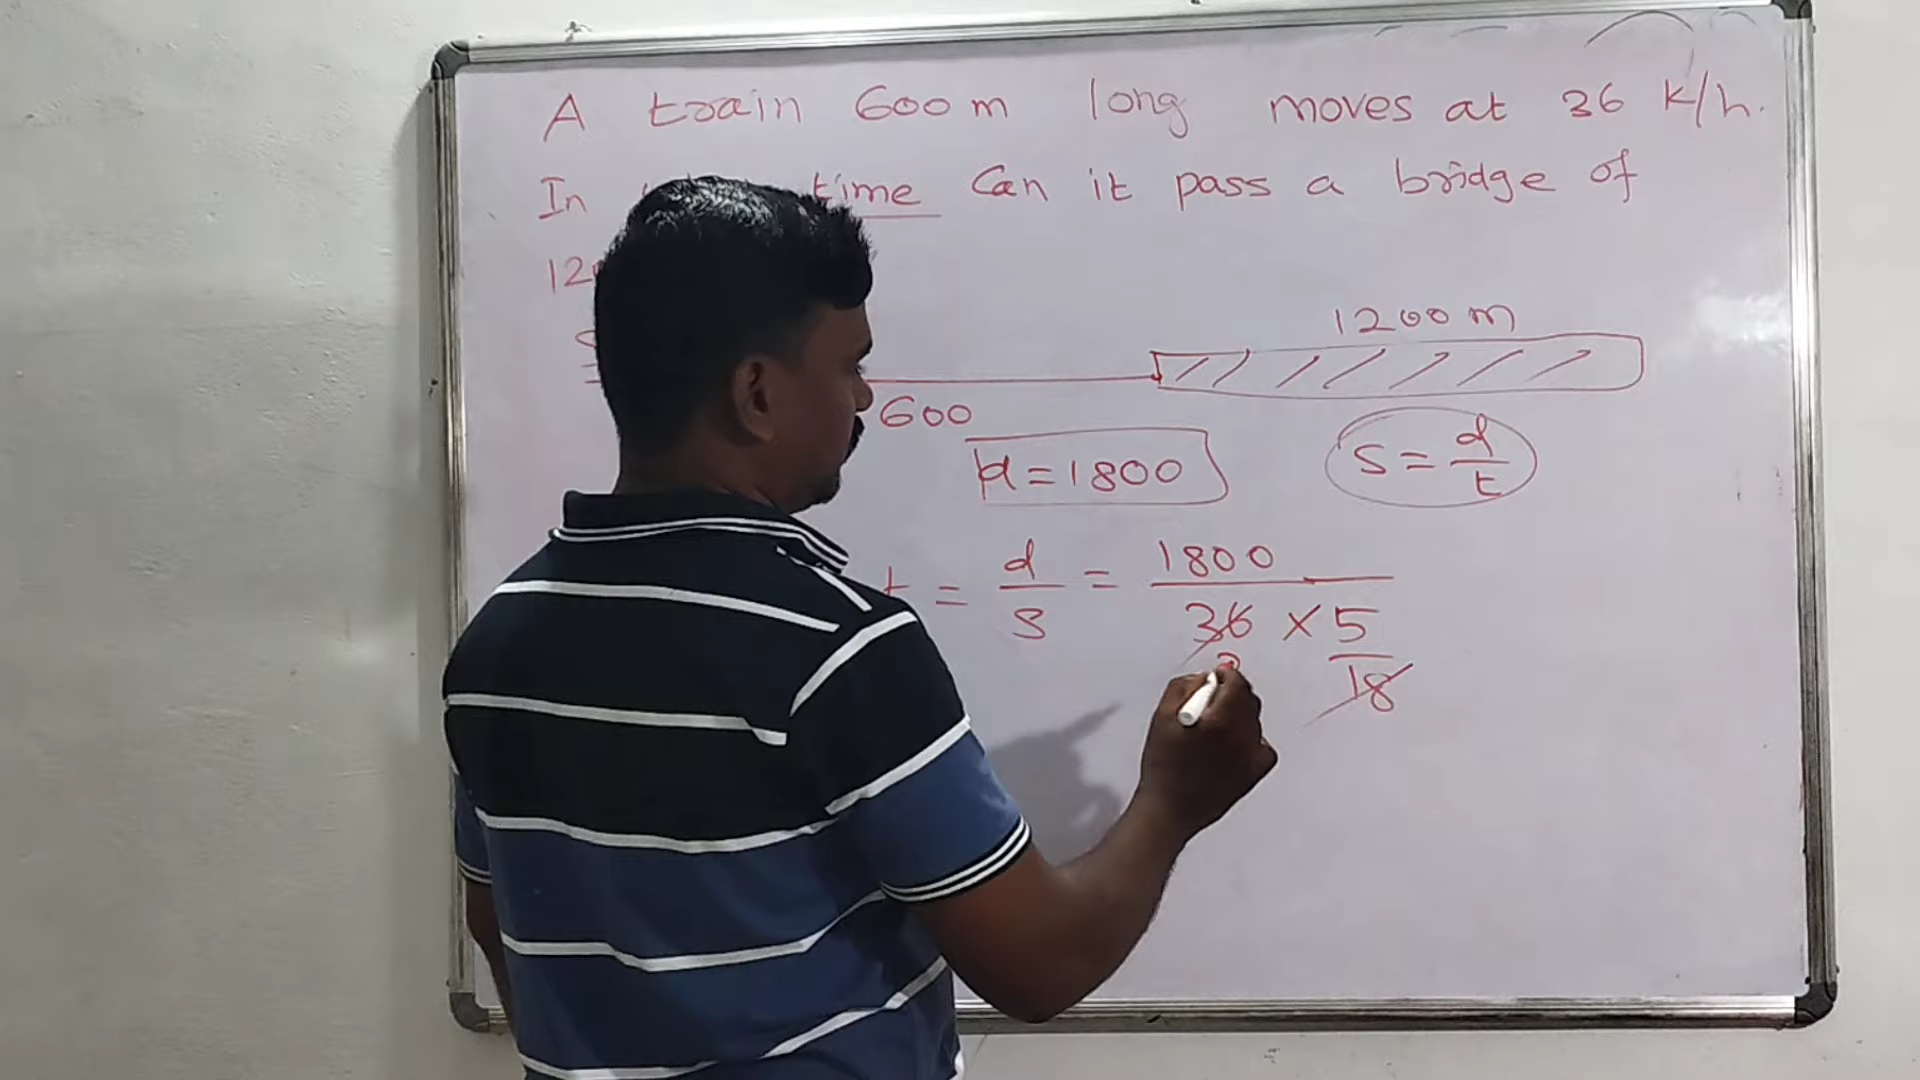 A train 600 m long moves at 36 K/h.
In time Can it pass a bridge of
1200 m
600
d = 1800
S = d/t
t = d/S = 1800 / 36 × 5/18